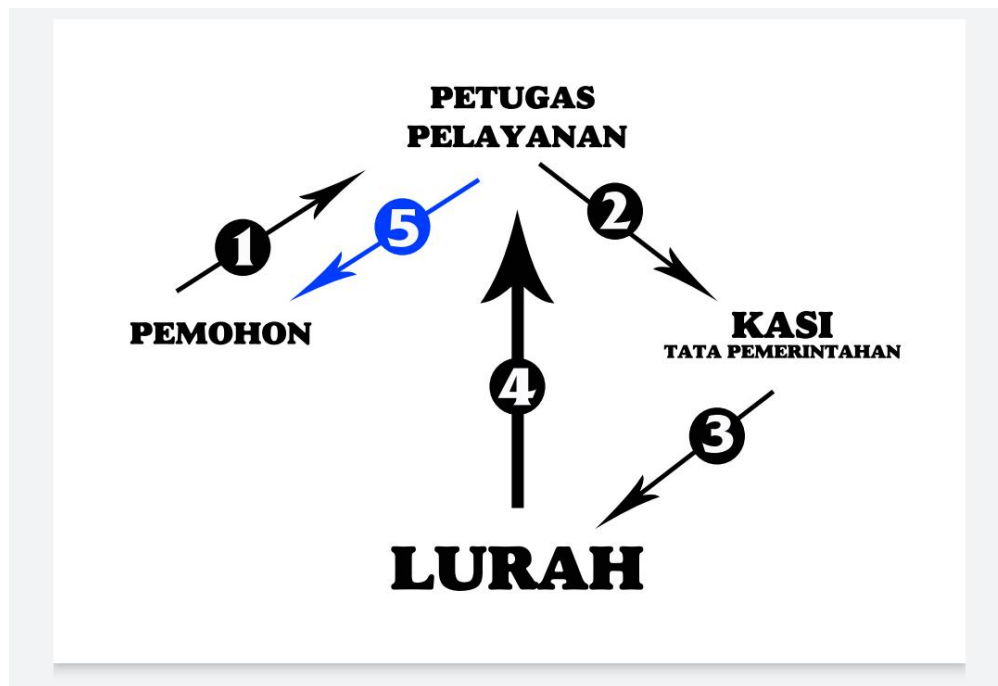 PETUGAS
PELAYANAN
1
5
2
PEMOHON
KASI
TATA PEMERINTAHAN
4
3
LURAH